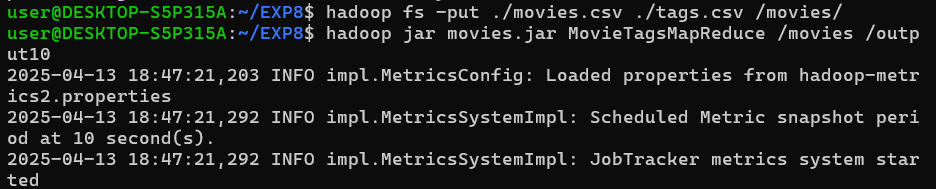 user@DESKTOP-S5P315A:~/EXP8$ hadoop fs -put ./movies.csv ./tags.csv /movies/
user@DESKTOP-S5P315A:~/EXP8$ hadoop jar movies.jar MovieTagsMapReduce /movies /outp
ut10
2025-04-13 18:47:21,203 INFO impl.MetricsConfig: Loaded properties from hadoop-metr
ics2.properties
2025-04-13 18:47:21,292 INFO impl.MetricsSystemImpl: Scheduled Metric snapshot peri
od at 10 second(s).
2025-04-13 18:47:21,292 INFO impl.MetricsSystemImpl: JobTracker metrics system star
ted